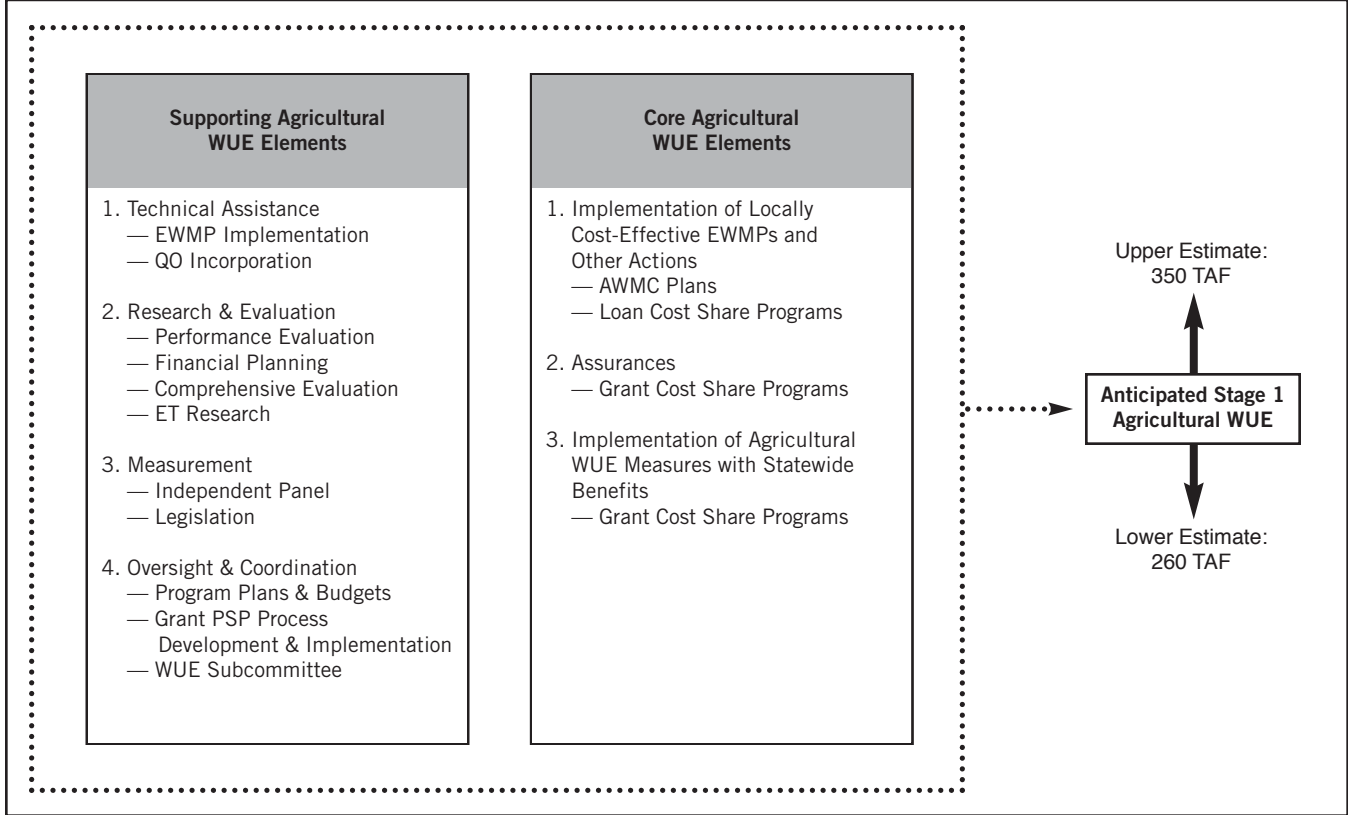 Supporting Agricultural
WUE Elements
1. Technical Assistance
— EWMP Implementation
— QO Incorporation
2. Research & Evaluation
— Performance Evaluation
— Financial Planning
— Comprehensive Evaluation
— ET Research
3. Measurement
— Independent Panel
— Legislation
4. Oversight & Coordination
— Program Plans & Budgets
— Grant PSP Process
Development & Implementation
— WUE Subcommittee
Core Agricultural
WUE Elements
1. Implementation of Locally
Cost-Effective EWMPs and
Other Actions
— AWMC Plans
— Loan Cost Share Programs
2. Assurances
— Grant Cost Share Programs
3. Implementation of Agricultural
WUE Measures with Statewide
Benefits
— Grant Cost Share Programs
Upper Estimate:
350 TAF
Anticipated Stage 1
Agricultural WUE
Lower Estimate:
260 TAF